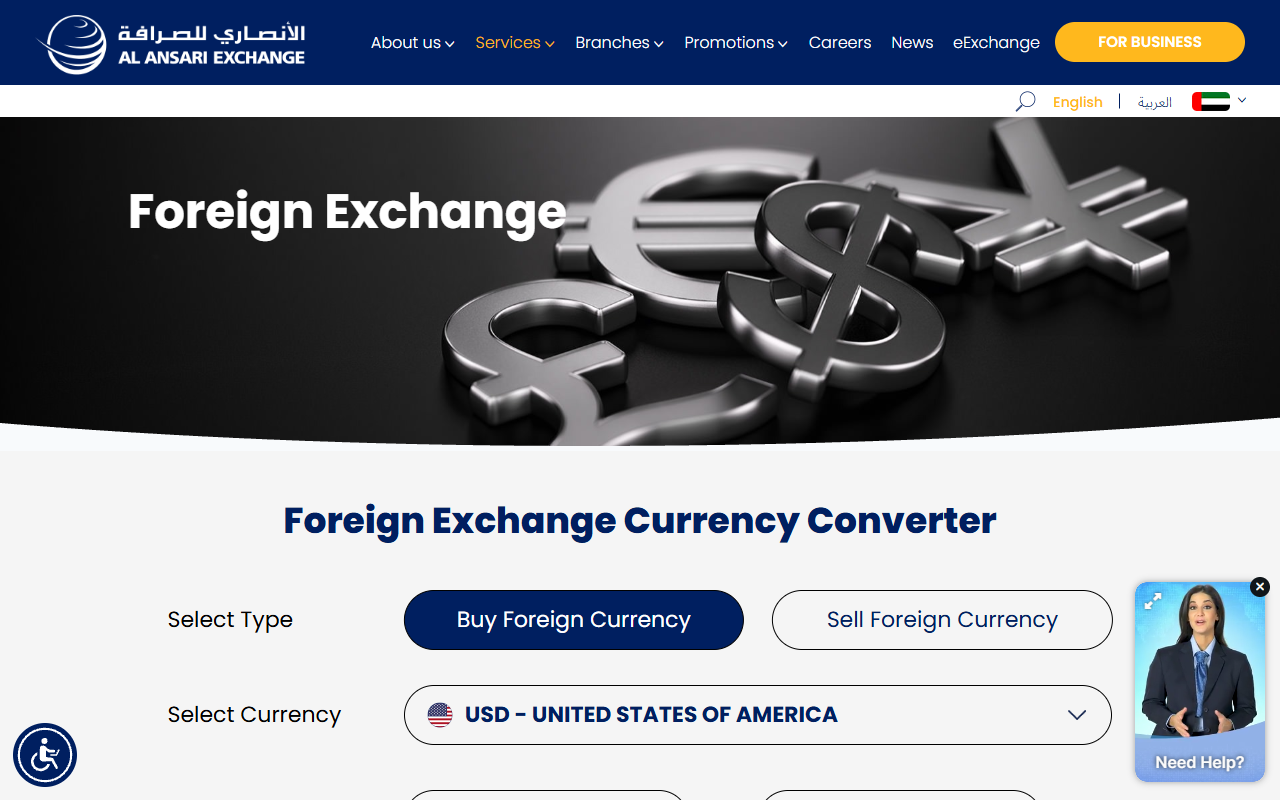 الأنصاري للصرافة
AL ANSARI EXCHANGE
About us
Services
Branches
Promotions
Careers
News
eExchange
FOR BUSINESS
English
العربية
Foreign Exchange
Foreign Exchange Currency Converter
Select Type
Buy Foreign Currency
Sell Foreign Currency
Select Currency
USD - UNITED STATES OF AMERICA
Need Help?